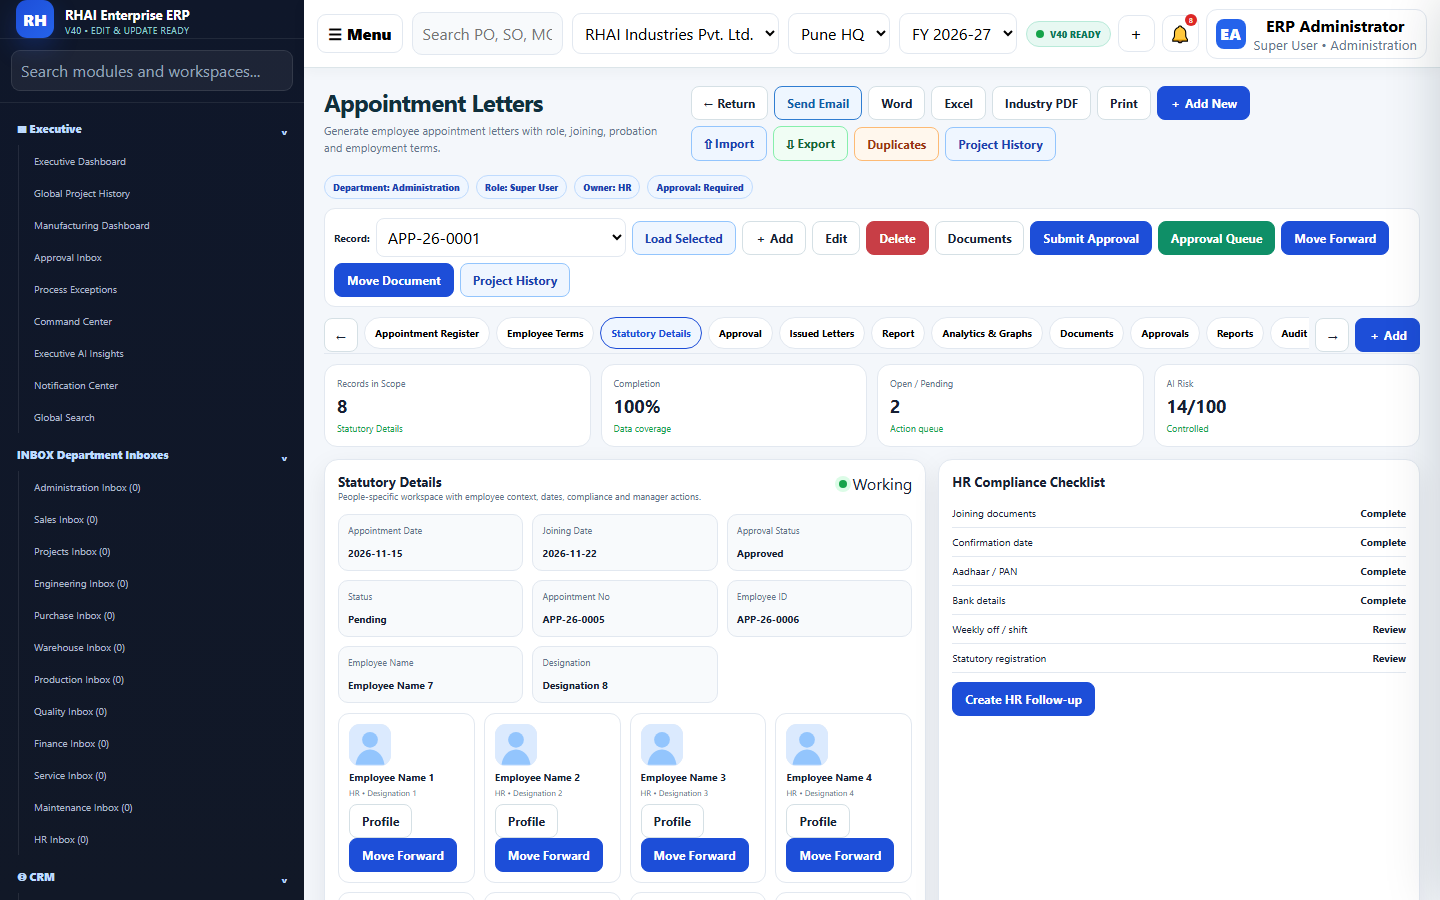 RH
RHAI Enterprise ERP
V40 • EDIT & UPDATE READY
Search modules and workspaces...
Executive
Executive Dashboard
Global Project History
Manufacturing Dashboard
Approval Inbox
Process Exceptions
Command Center
Executive AI Insights
Notification Center
Global Search
INBOX Department Inboxes
Administration Inbox (0)
Sales Inbox (0)
Projects Inbox (0)
Engineering Inbox (0)
Purchase Inbox (0)
Warehouse Inbox (0)
Production Inbox (0)
Quality Inbox (0)
Finance Inbox (0)
Service Inbox (0)
Maintenance Inbox (0)
HR Inbox (0)
CRM
☰ Menu
Search PO, SO, MC
RHAI Industries Pvt. Ltd.
Pune HQ
FY 2026-27
V40 READY
+
8
EA
ERP Administrator
Super User • Administration
Appointment Letters
Generate employee appointment letters with role, joining, probation
and employment terms.
← Return
Send Email
Word
Excel
Industry PDF
Print
+ Add New
⇧ Import
⇩ Export
Duplicates
Project History
Department: Administration
Role: Super User
Owner: HR
Approval: Required
Record:
APP-26-0001
Load Selected
+ Add
Edit
Delete
Documents
Submit Approval
Approval Queue
Move Forward
Move Document
Project History
←
Appointment Register
Employee Terms
Statutory Details
Approval
Issued Letters
Report
Analytics & Graphs
Documents
Approvals
Reports
Audit
→
+ Add
Records in Scope
8
Statutory Details
Completion
100%
Data coverage
Open / Pending
2
Action queue
AI Risk
14/100
Controlled
Statutory Details
People-specific workspace with employee context, dates, compliance and manager actions.
Working
Appointment Date
2026-11-15
Joining Date
2026-11-22
Approval Status
Approved
Status
Pending
Appointment No
APP-26-0005
Employee ID
APP-26-0006
Employee Name
Employee Name 7
Designation
Designation 8
Employee Name 1
HR • Designation 1
Profile
Move Forward
Employee Name 2
HR • Designation 2
Profile
Move Forward
Employee Name 3
HR • Designation 3
Profile
Move Forward
Employee Name 4
HR • Designation 4
Profile
Move Forward
HR Compliance Checklist
Joining documents Complete
Confirmation date Complete
Aadhaar / PAN Complete
Bank details Complete
Weekly off / shift Review
Statutory registration Review
Create HR Follow-up